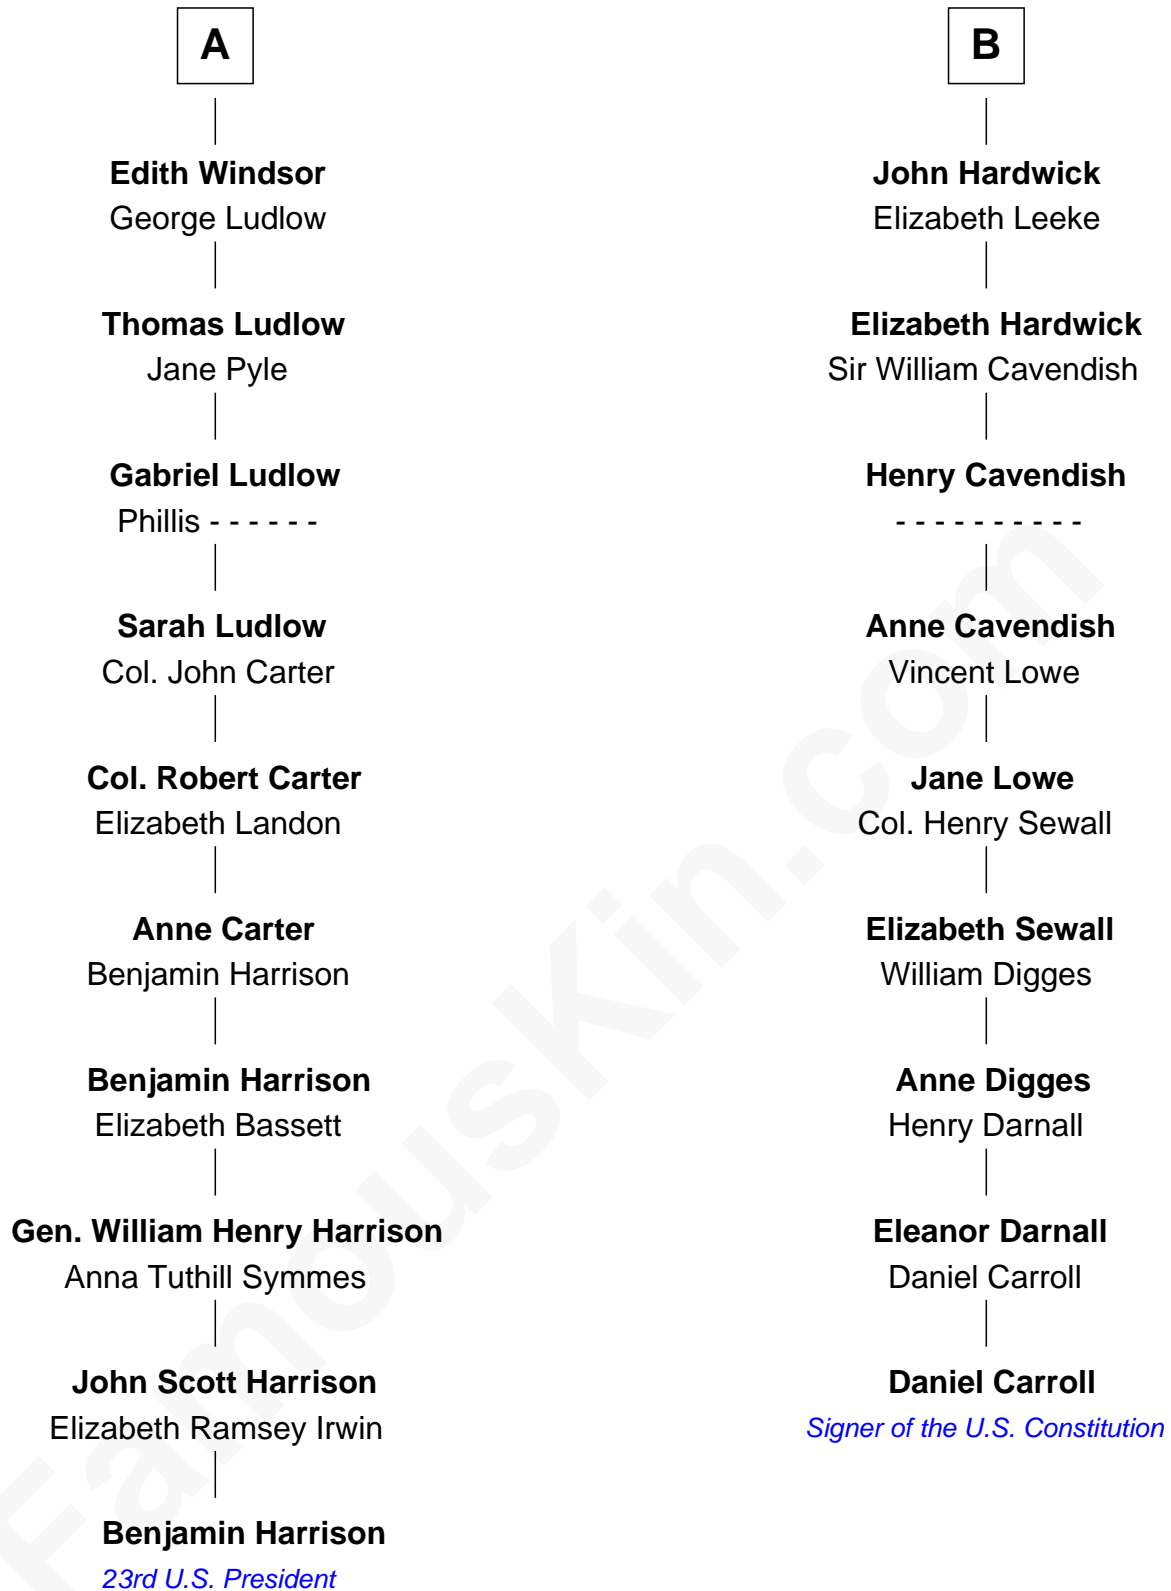 A
Edith Windsor
George Ludlow
Thomas Ludlow
Jane Pyle
Gabriel Ludlow
Phillis - - - - - -
Sarah Ludlow
Col. John Carter
Col. Robert Carter
Elizabeth Landon
Anne Carter
Benjamin Harrison
Benjamin Harrison
Elizabeth Bassett
Gen. William Henry Harrison
Anna Tuthill Symmes
John Scott Harrison
Elizabeth Ramsey Irwin
Benjamin Harrison
23rd U.S. President
B
John Hardwick
Elizabeth Leeke
Elizabeth Hardwick
Sir William Cavendish
Henry Cavendish
- - - - - - - - - -
Anne Cavendish
Vincent Lowe
Jane Lowe
Col. Henry Sewall
Elizabeth Sewall
William Digges
Anne Digges
Henry Darnall
Eleanor Darnall
Daniel Carroll
Daniel Carroll
Signer of the U.S. Constitution
FamousKin.com